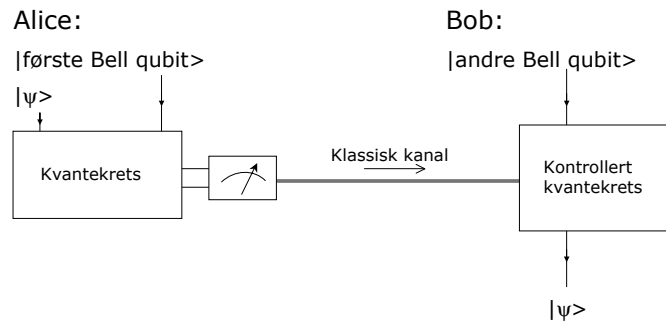 Alice:
Bob:
|første Bell qubit>
|andre Bell qubit>
|ψ>
Kvantekrets
Klassisk kanal
Kontrollert
kvantekrets
|ψ>